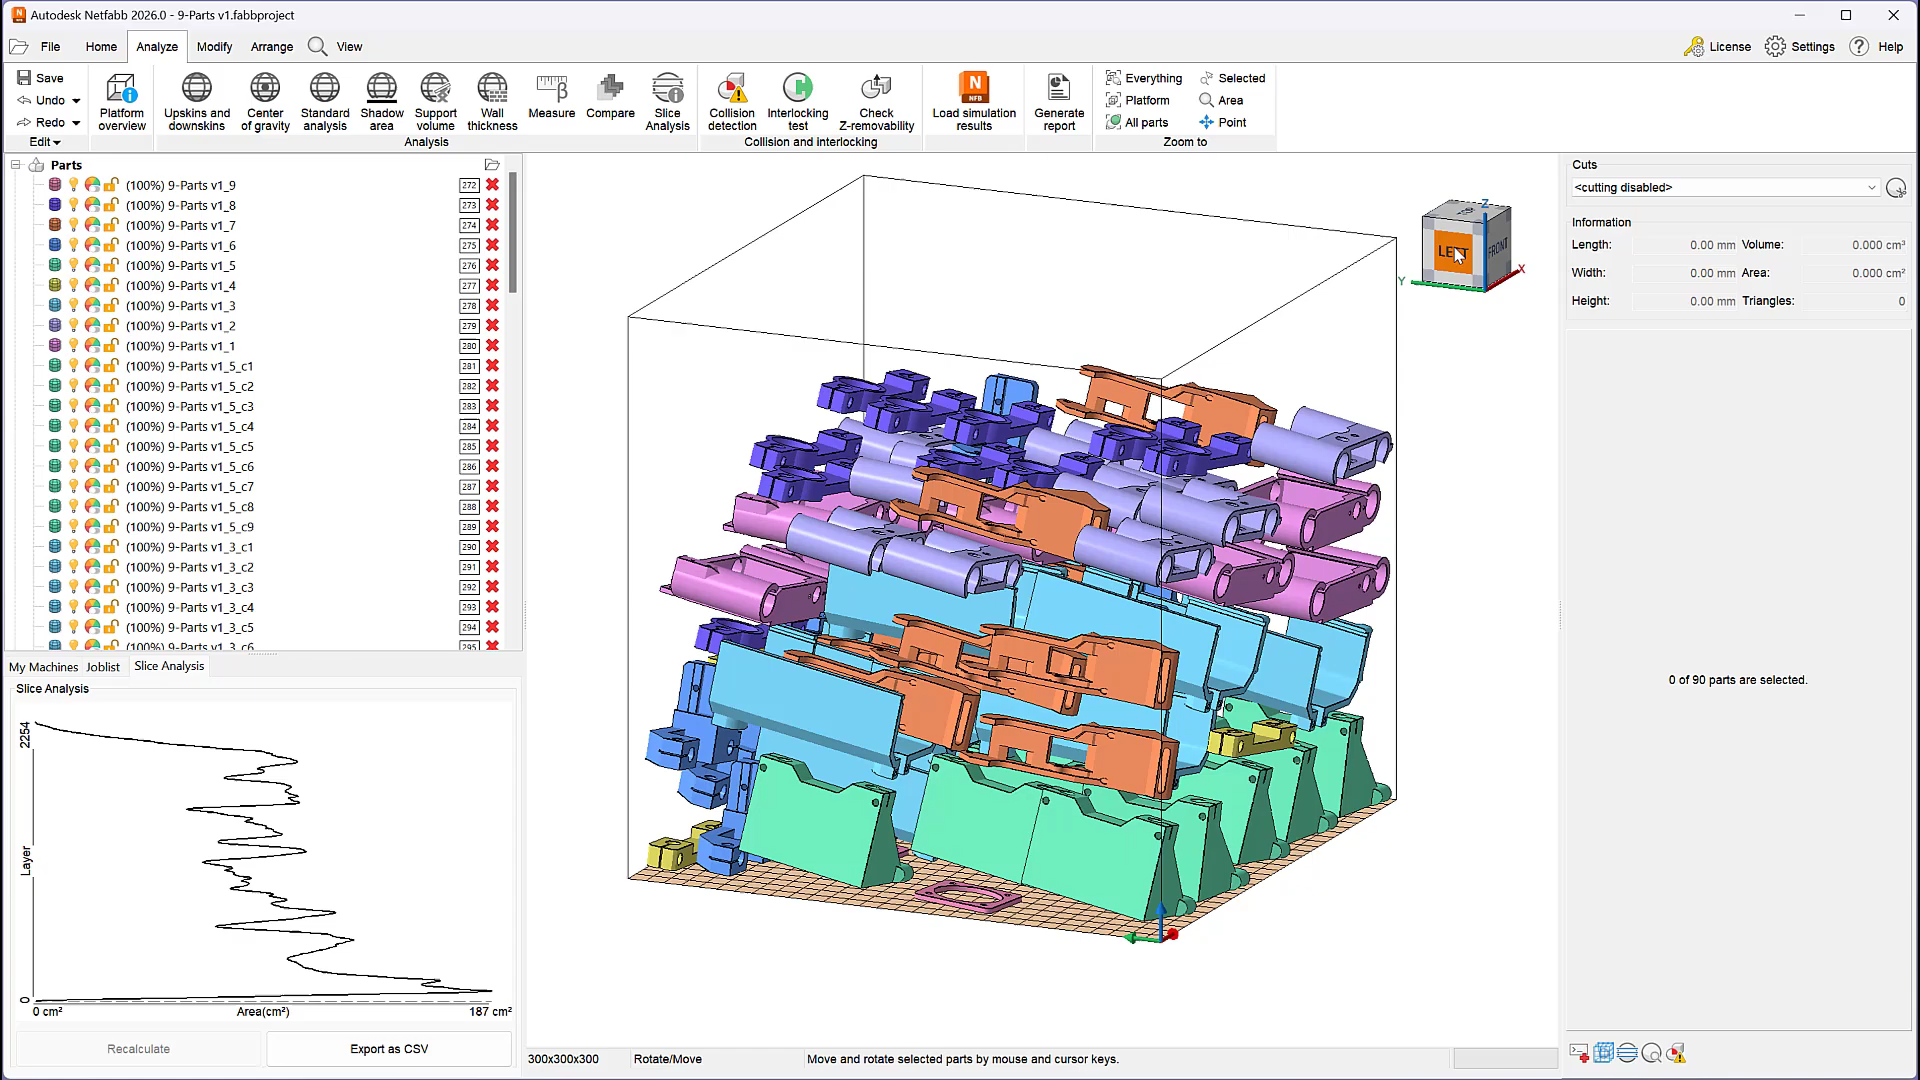 Autodesk Netfabb 2026.0 - 9-Parts v1.fabbproject
File Home Analyze Modify Arrange View License Settings Help
Save
Undo
Redo
Edit
Platform overview
Upskins and downskins
Center of gravity
Standard analysis
Shadow area
Support volume
Wall thickness
Measure
Compare
Slice Analysis
Analysis
Collision detection
Interlocking test
Check Z-removability
Collision and interlocking
Load simulation results
Generate report
Everything Selected
Platform Area
All parts Point
Zoom to
Parts
(100%) 9-Parts v1_9 272
(100%) 9-Parts v1_8 273
(100%) 9-Parts v1_7 274
(100%) 9-Parts v1_6 275
(100%) 9-Parts v1_5 276
(100%) 9-Parts v1_4 277
(100%) 9-Parts v1_3 278
(100%) 9-Parts v1_2 279
(100%) 9-Parts v1_1 280
(100%) 9-Parts v1_5_c1 281
(100%) 9-Parts v1_5_c2 282
(100%) 9-Parts v1_5_c3 283
(100%) 9-Parts v1_5_c4 284
(100%) 9-Parts v1_5_c5 285
(100%) 9-Parts v1_5_c6 286
(100%) 9-Parts v1_5_c7 287
(100%) 9-Parts v1_5_c8 288
(100%) 9-Parts v1_5_c9 289
(100%) 9-Parts v1_3_c1 290
(100%) 9-Parts v1_3_c2 291
(100%) 9-Parts v1_3_c3 292
(100%) 9-Parts v1_3_c4 293
(100%) 9-Parts v1_3_c5 294
(100%) 9-Parts v1_3_c6 295
My Machines Joblist Slice Analysis
Slice Analysis
2254
Layer
0
0 cm² Area(cm²) 187 cm²
Recalculate Export as CSV
Z
FRONT
X
Y
300x300x300 Rotate/Move Move and rotate selected parts by mouse and cursor keys.
Cuts
<cutting disabled>
Information
Length: 0.00 mm Volume: 0.000 cm³
Width: 0.00 mm Area: 0.000 cm²
Height: 0.00 mm Triangles: 0
0 of 90 parts are selected.